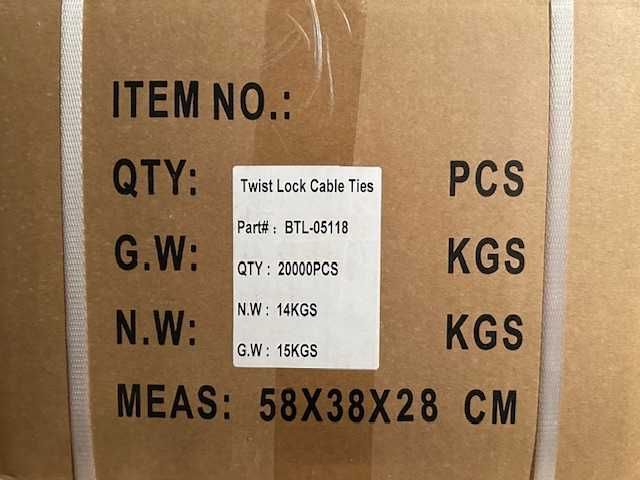 ITEM NO.:
QTY: PCS
G.W: KGS
N.W: KGS
MEAS: 58X38X28 CM
Twist Lock Cable Ties
Part#： BTL-05118
QTY： 20000PCS
N.W： 14KGS
G.W： 15KGS